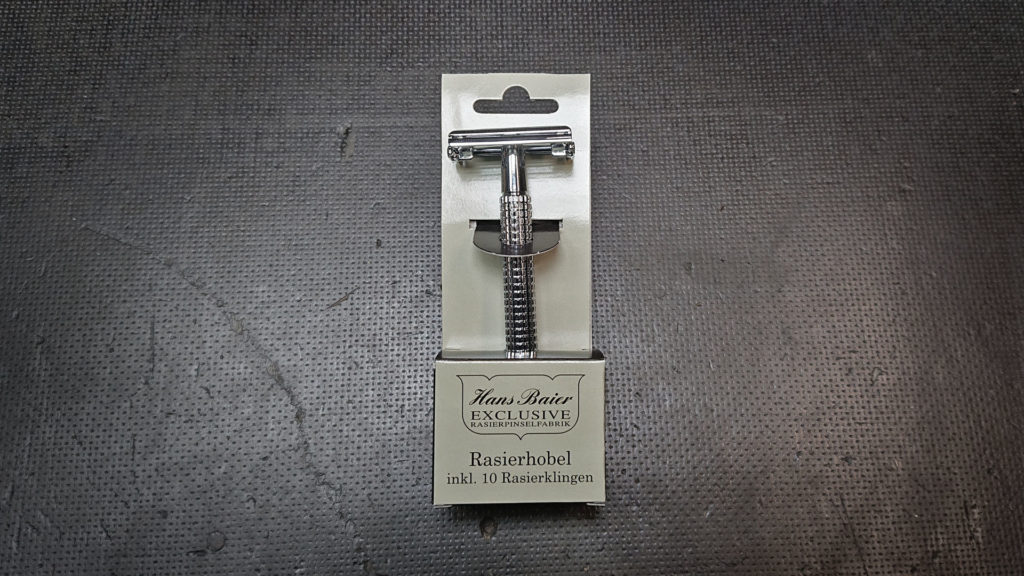 Hans Baier
EXCLUSIVE
RASIERPINSELFABRIK
Rasierhobel
inkl. 10 Rasierklingen